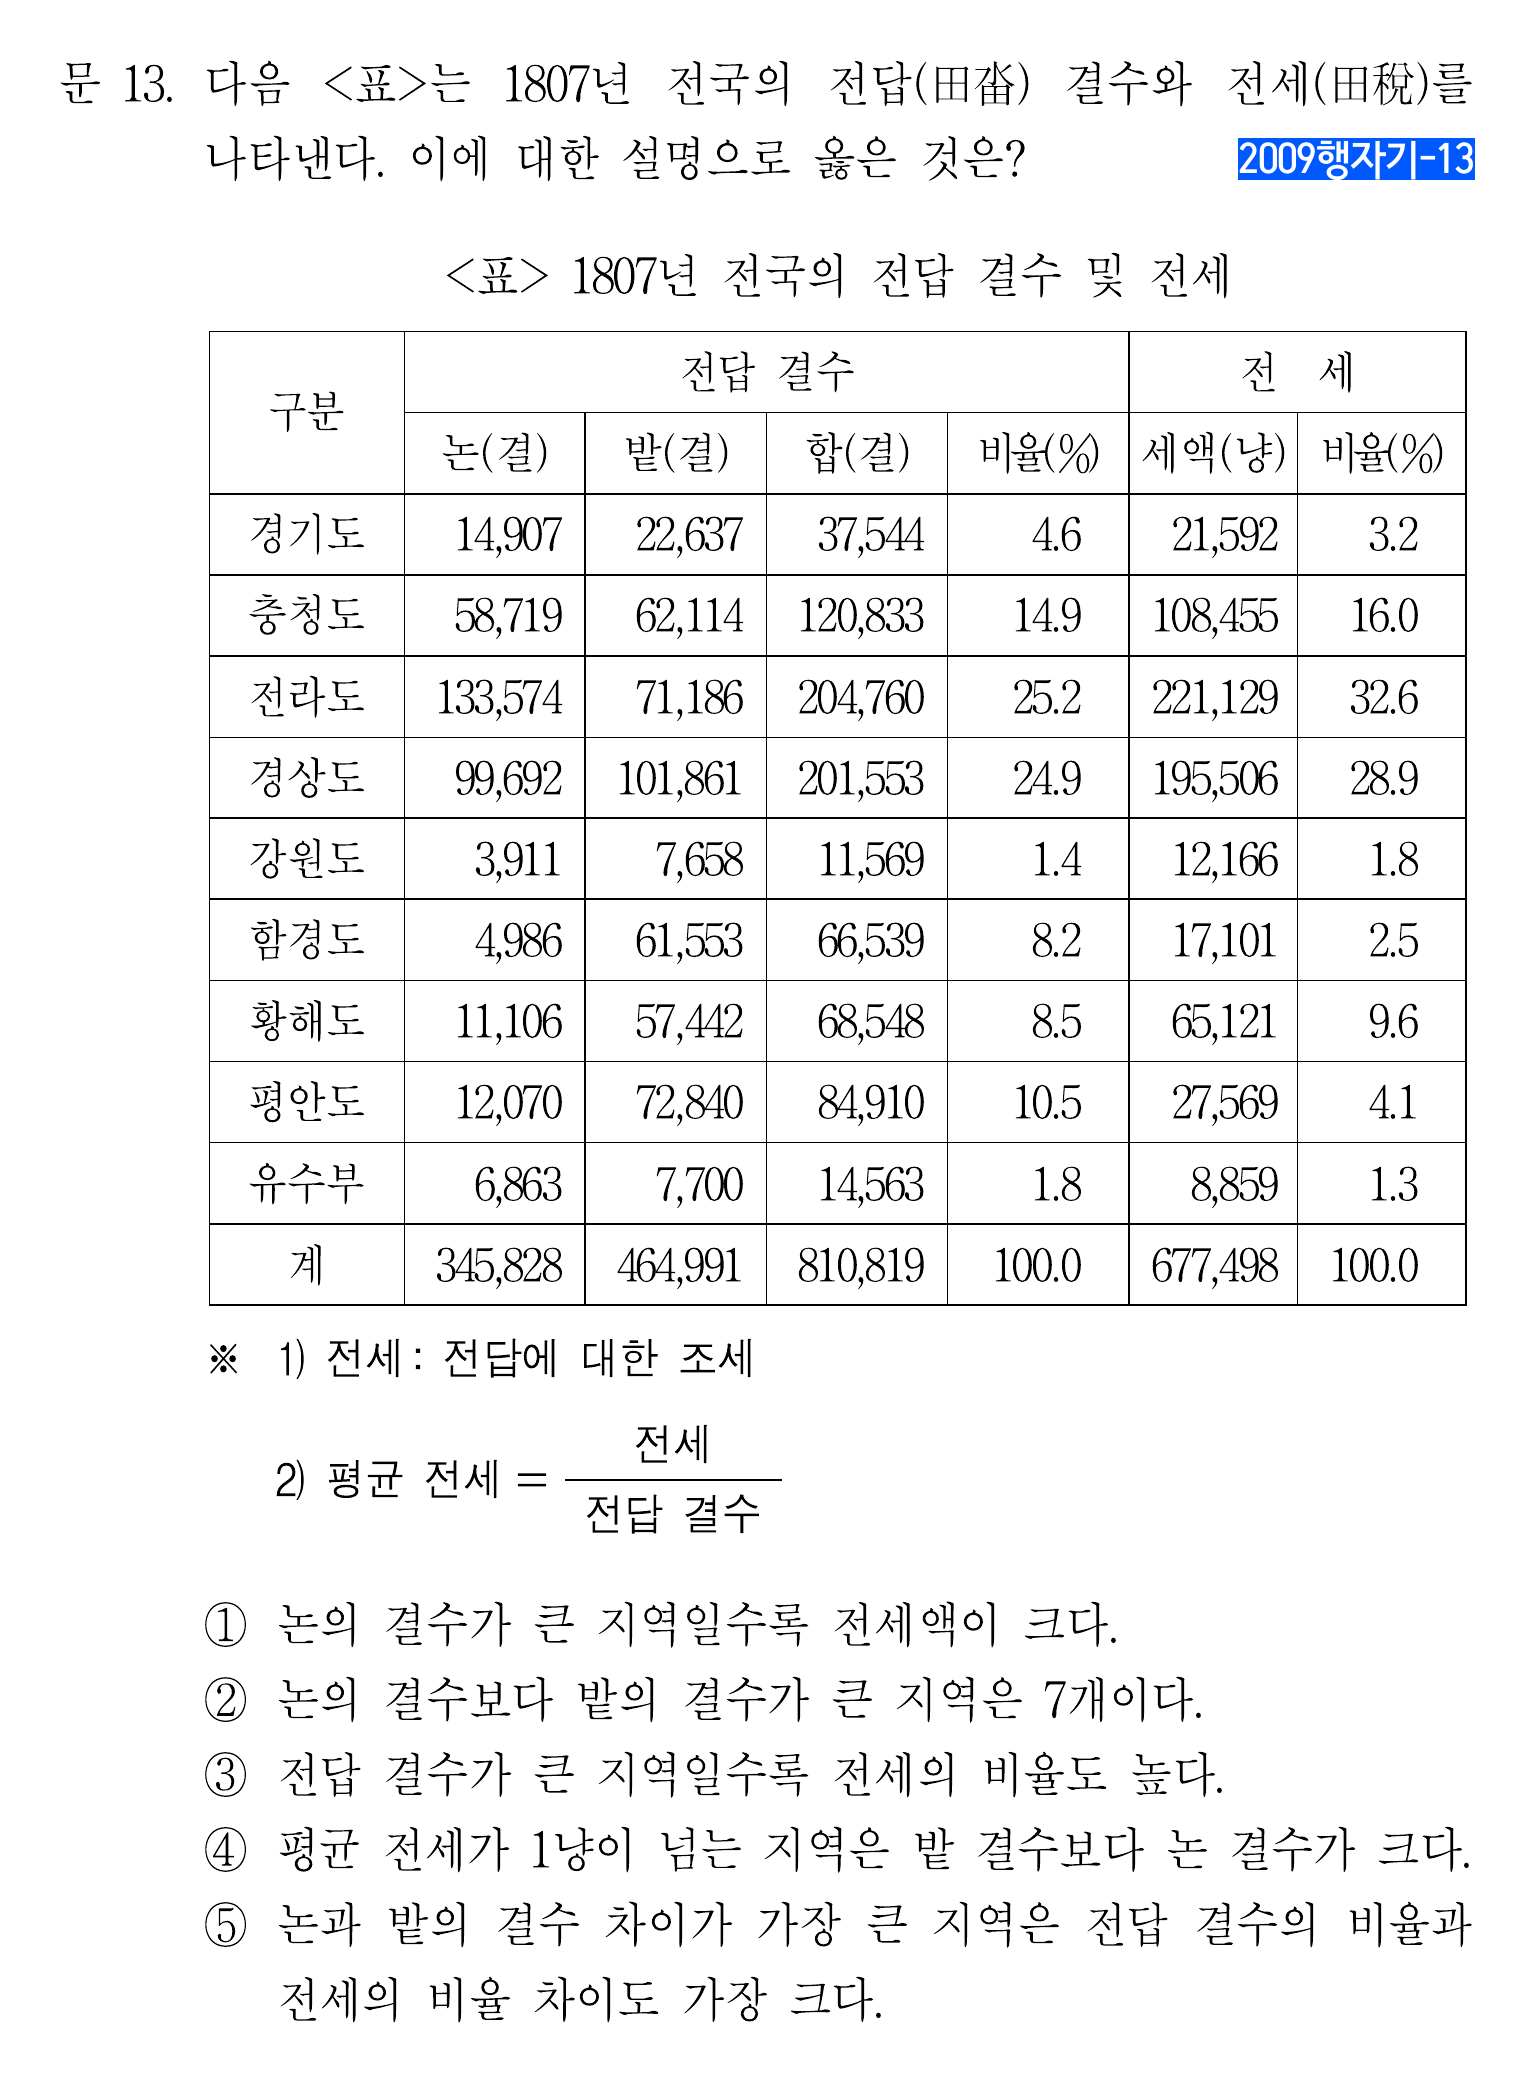 문 13. 다음 <표>는 1807년 전국의 전답(田畓) 결수와 전세(田稅)를
나타낸다. 이에 대한 설명으로 옳은 것은?
2009행자기-13
<표> 1807년 전국의 전답 결수 및 전세
구분 전답 결수 전 세
논(결) 밭(결) 합(결) 비율(%) 세액(냥) 비율(%)
경기도 14,907 22,637 37,544 4.6 21,592 3.2
충청도 58,719 62,114 120,833 14.9 108,455 16.0
전라도 133,574 71,186 204,760 25.2 221,129 32.6
경상도 99,692 101,861 201,553 24.9 195,506 28.9
강원도 3,911 7,658 11,569 1.4 12,166 1.8
함경도 4,986 61,553 66,539 8.2 17,101 2.5
황해도 11,106 57,442 68,548 8.5 65,121 9.6
평안도 12,070 72,840 84,910 10.5 27,569 4.1
유수부 6,863 7,700 14,563 1.8 8,859 1.3
계 345,828 464,991 810,819 100.0 677,498 100.0
※ 1) 전세: 전답에 대한 조세
전세
2) 평균 전세 =
전답 결수
① 논의 결수가 큰 지역일수록 전세액이 크다.
② 논의 결수보다 밭의 결수가 큰 지역은 7개이다.
③ 전답 결수가 큰 지역일수록 전세의 비율도 높다.
④ 평균 전세가 1냥이 넘는 지역은 밭 결수보다 논 결수가 크다.
⑤ 논과 밭의 결수 차이가 가장 큰 지역은 전답 결수의 비율과
전세의 비율 차이도 가장 크다.